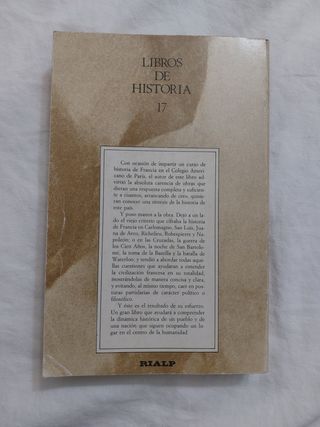 LIBROS
DE
HISTORIA
17
Con ocasión de impartir un curso de
historia de Francia en el Colegio Ameri-
cano de París, el autor de este libro ad-
virtió la absoluta carencia de obras que
dieran una respuesta completa y suficien-
te a cuantos, arrancando de cero, quisie-
ran conocer una síntesis de la historia de
este país.
Y puso manos a la obra. Dejó a un la-
do el viejo criterio que cifraba la historia
de Francia en Carlomagno, San Luis, Jua-
na de Arco, Richelieu, Robespierre y Na-
poleón; o en las Cruzadas, la guerra de
los Cien Años, la noche de San Bartolo-
mé, la toma de la Bastilla y la batalla de
Waterloo; y subió a abordar todas aque-
llas cuestiones que ayudaran a entender
la civilización francesa en su totalidad,
mostrándolas de manera concisa y clara,
y evitando, al mismo tiempo, caer en pos-
turas partidarias de carácter político o
filosófico.
Y éste es el resultado de su esfuerzo.
Un gran libro que ayudará a comprender
la dinámica histórica de un pueblo y de
una nación que siguen ocupando un lu-
gar en el centro de la humanidad.
RIALP